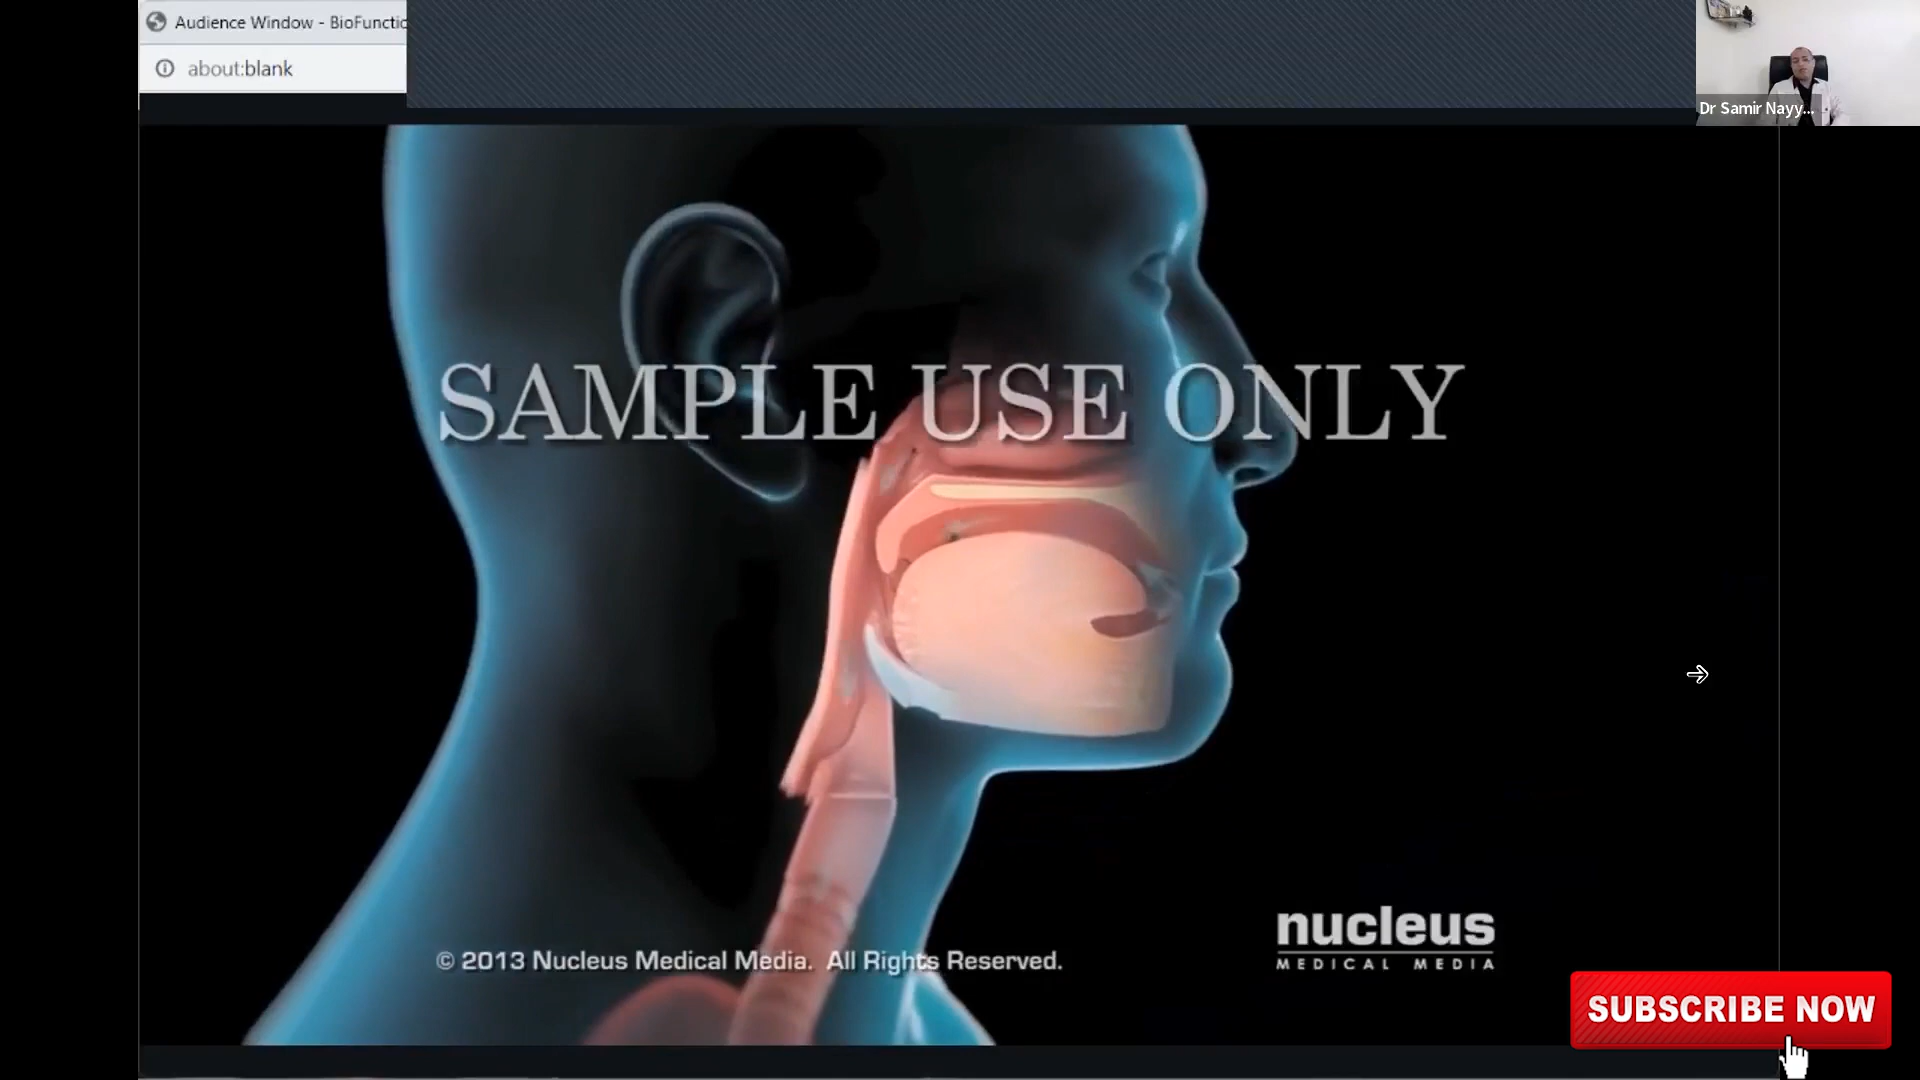 Audience Window - BioFunctio
about:blank
Dr Samir Nayy...
SAMPLE USE ONLY
© 2013 Nucleus Medical Media. All Rights Reserved.
nucleus
MEDICAL MEDIA
SUBSCRIBE NOW